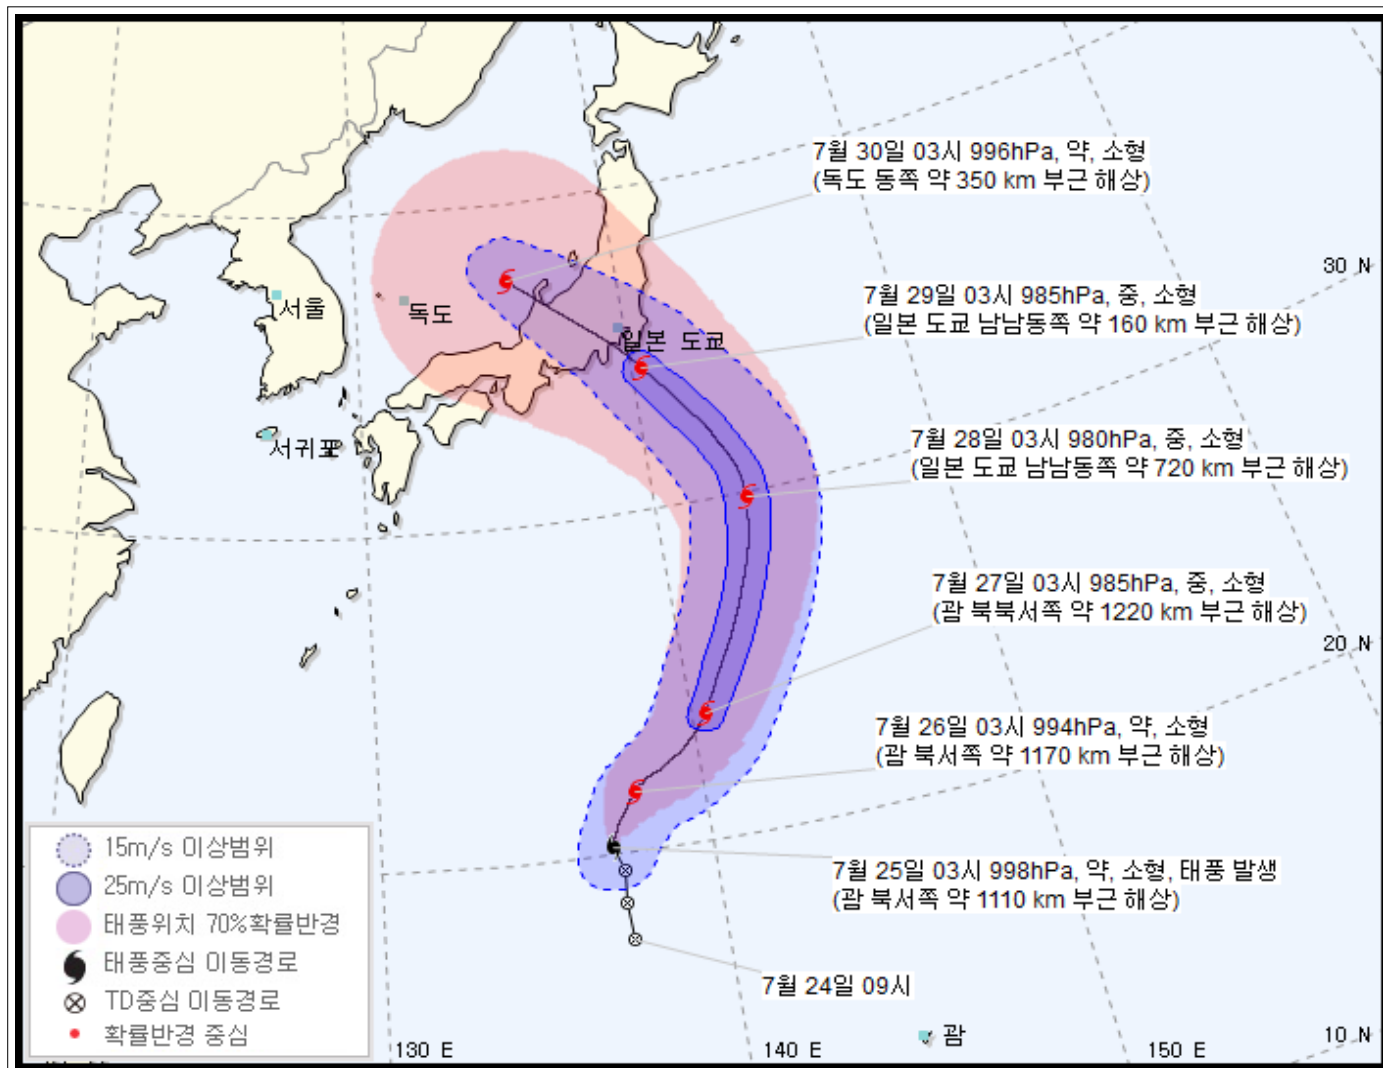 7월 30일 03시 996hPa, 약, 소형
(독도 동쪽 약 350 km 부근 해상)
30 N
7월 29일 03시 985hPa, 중, 소형
(일본 도쿄 남남동쪽 약 160 km 부근 해상)
서울
독도
일본 도쿄
7월 28일 03시 980hPa, 중, 소형
(일본 도쿄 남남동쪽 약 720 km 부근 해상)
서귀포
7월 27일 03시 985hPa, 중, 소형
(괌 북북서쪽 약 1220 km 부근 해상)
20 N
7월 26일 03시 994hPa, 약, 소형
(괌 북서쪽 약 1170 km 부근 해상)
7월 25일 03시 998hPa, 약, 소형, 태풍 발생
(괌 북서쪽 약 1110 km 부근 해상)
7월 24일 09시
15m/s 이상범위
25m/s 이상범위
태풍위치 70%확률반경
태풍중심 이동경로
TD중심 이동경로
확률반경 중심
괌
10 N
130 E
140 E
150 E